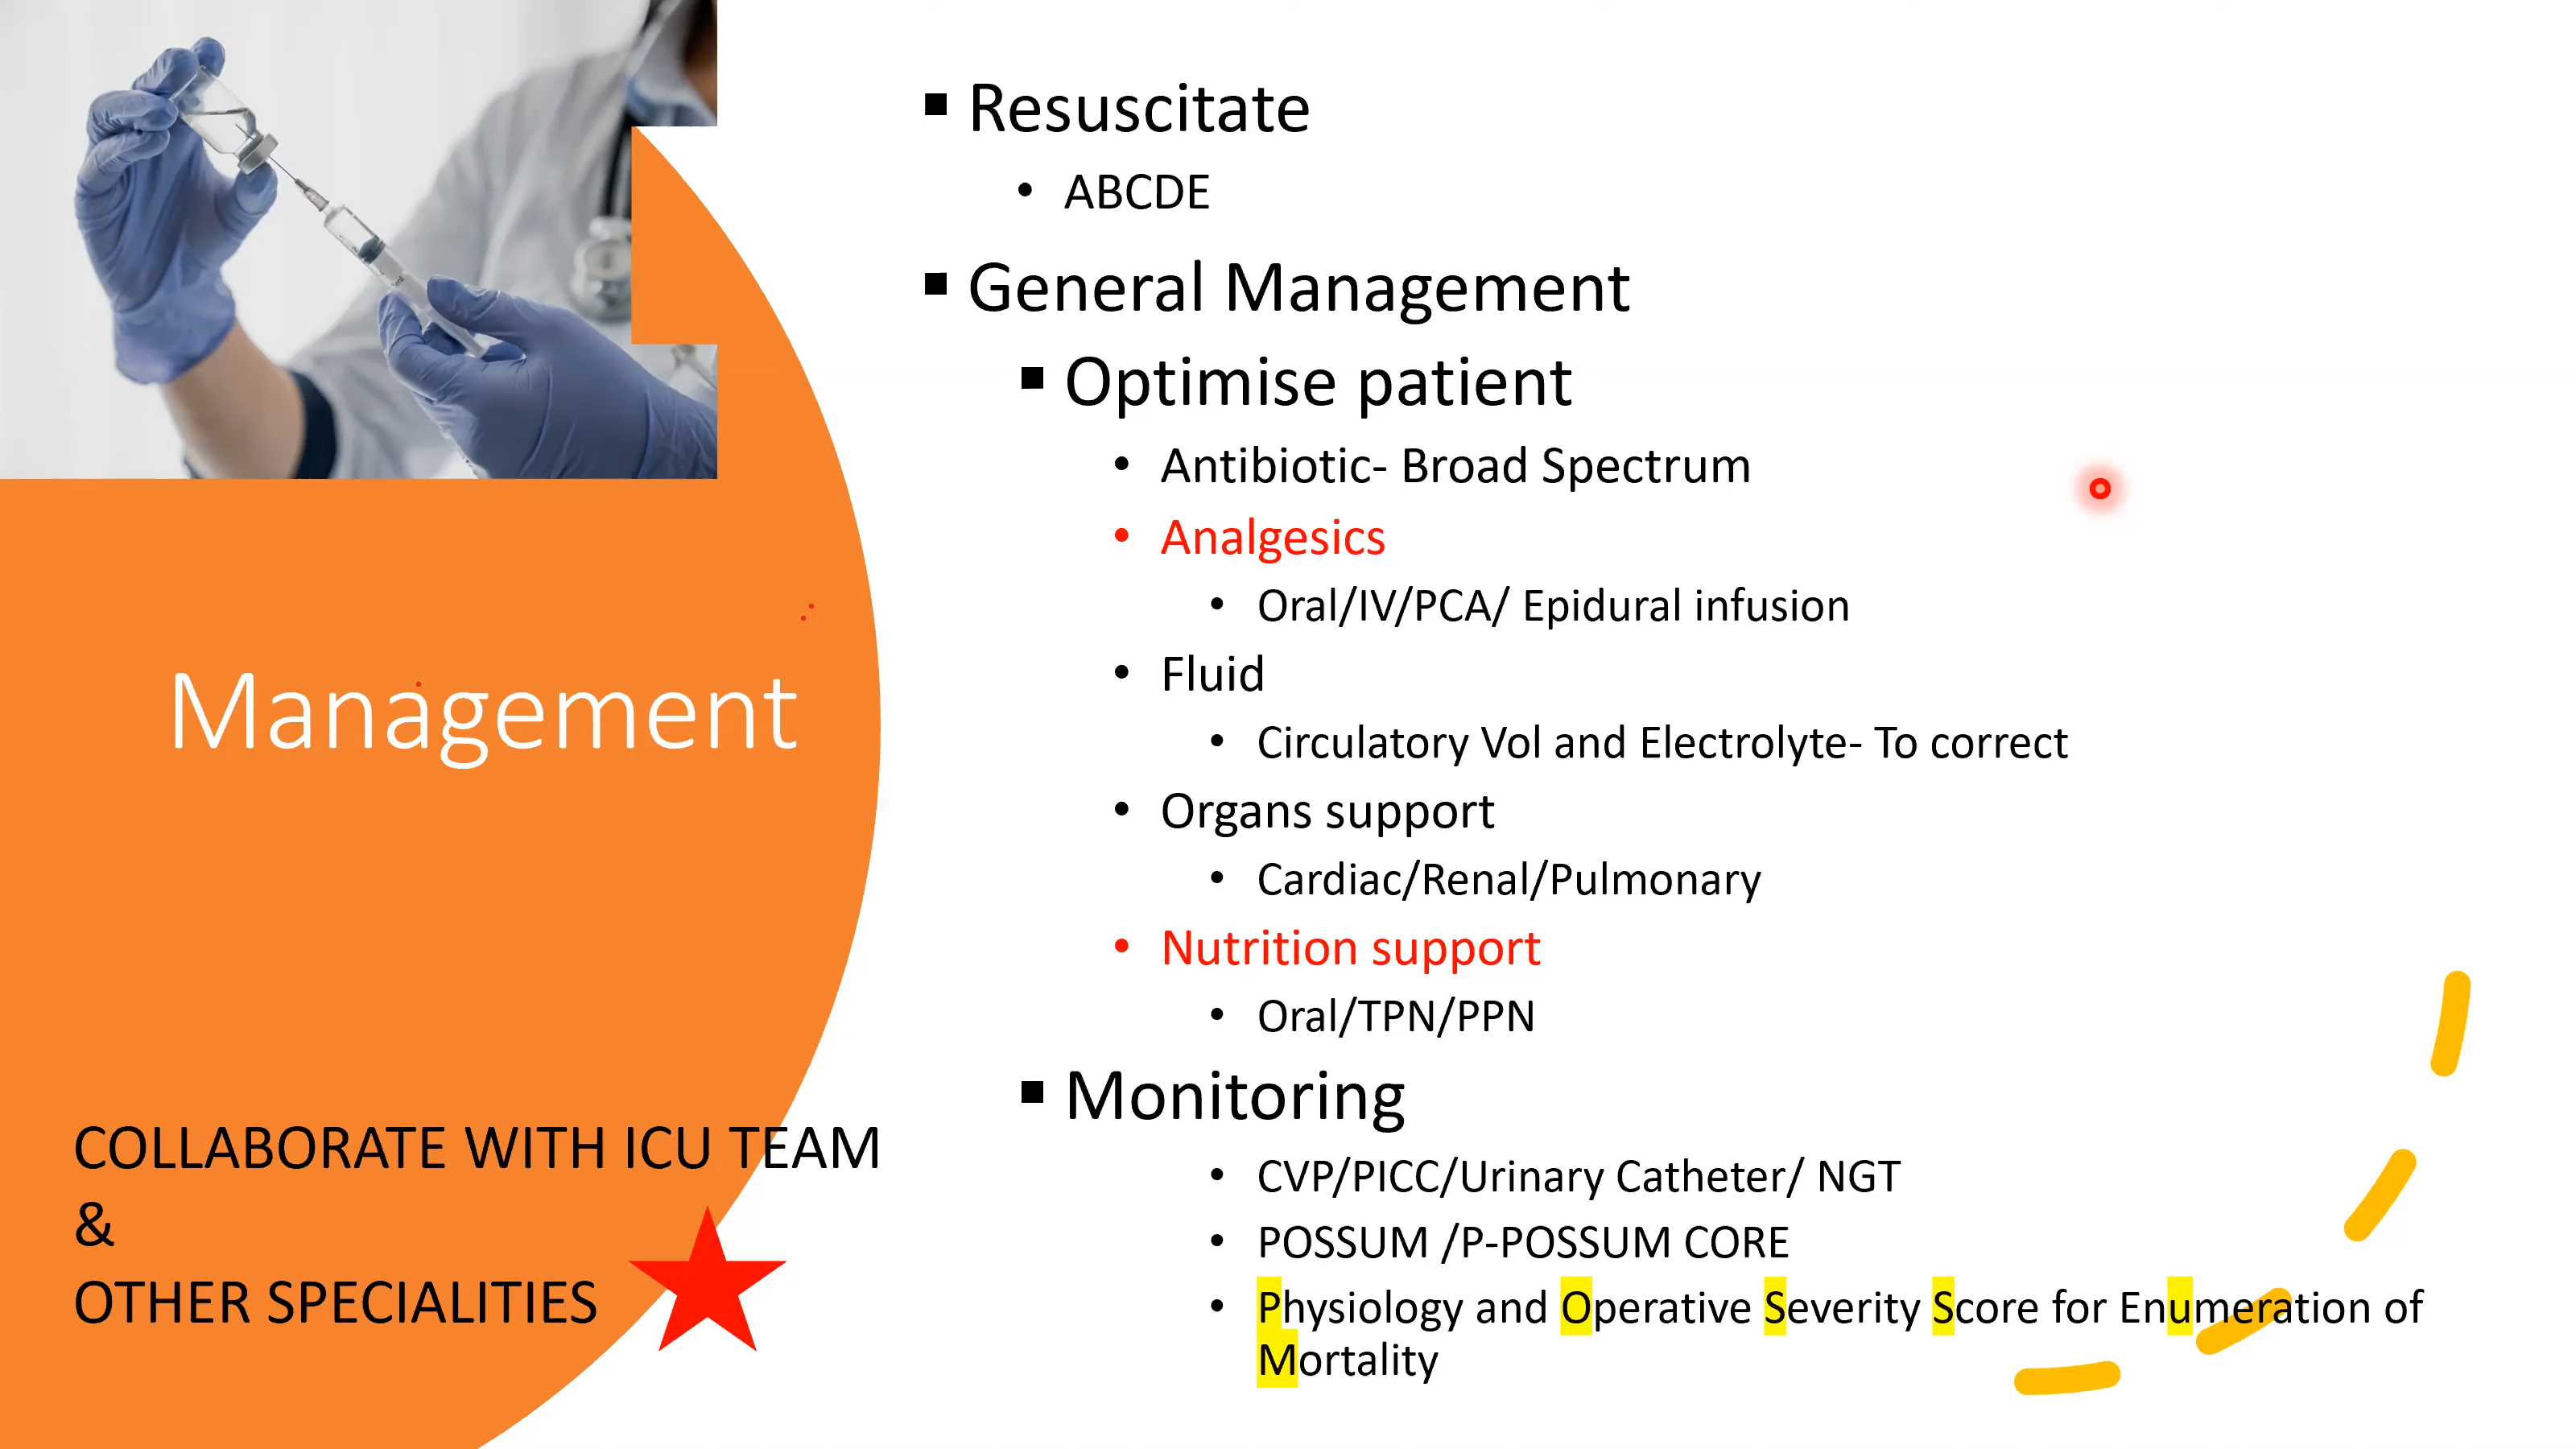 Management
COLLABORATE WITH ICU TEAM
&
OTHER SPECIALITIES
Resuscitate
ABCDE
General Management
Optimise patient
Antibiotic- Broad Spectrum
Analgesics
Oral/IV/PCA/ Epidural infusion
Fluid
Circulatory Vol and Electrolyte- To correct
Organs support
Cardiac/Renal/Pulmonary
Nutrition support
Oral/TPN/PPN
Monitoring
CVP/PICC/Urinary Catheter/ NGT
POSSUM /P-POSSUM CORE
Physiology and Operative Severity Score for Enumeration of
Mortality